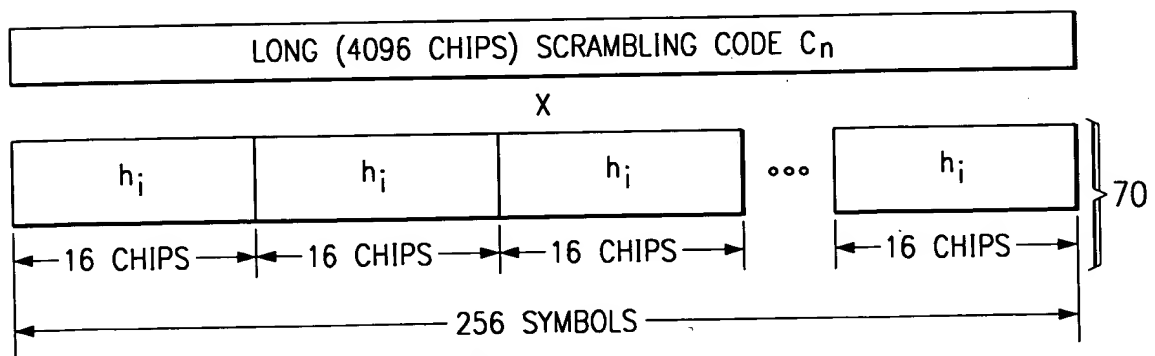 LONG (4096 CHIPS) SCRAMBLING CODE Cn
X
hi hi hi ooo hi
70
16 CHIPS 16 CHIPS 16 CHIPS 16 CHIPS
256 SYMBOLS